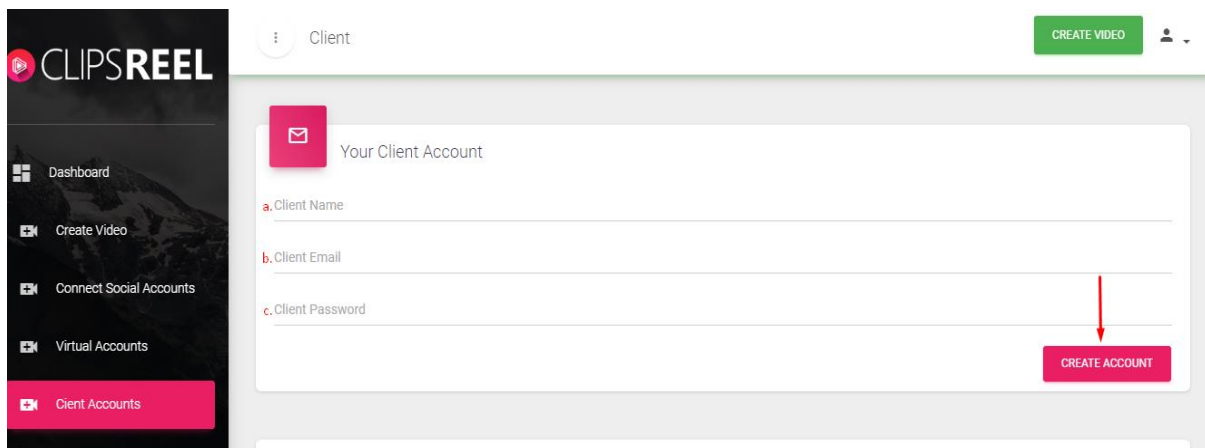 CLIPSREEL
Client
CREATE VIDEO
Dashboard
Create Video
Connect Social Accounts
Virtual Accounts
Cient Accounts
Your Client Account
a. Client Name
b. Client Email
c. Client Password
CREATE ACCOUNT